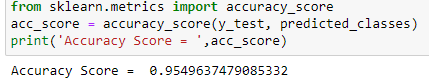 from sklearn.metrics import accuracy_score
acc_score = accuracy_score(y_test, predicted_classes)
print('Accuracy Score = ',acc_score)
Accuracy Score =  0.9549637479085332